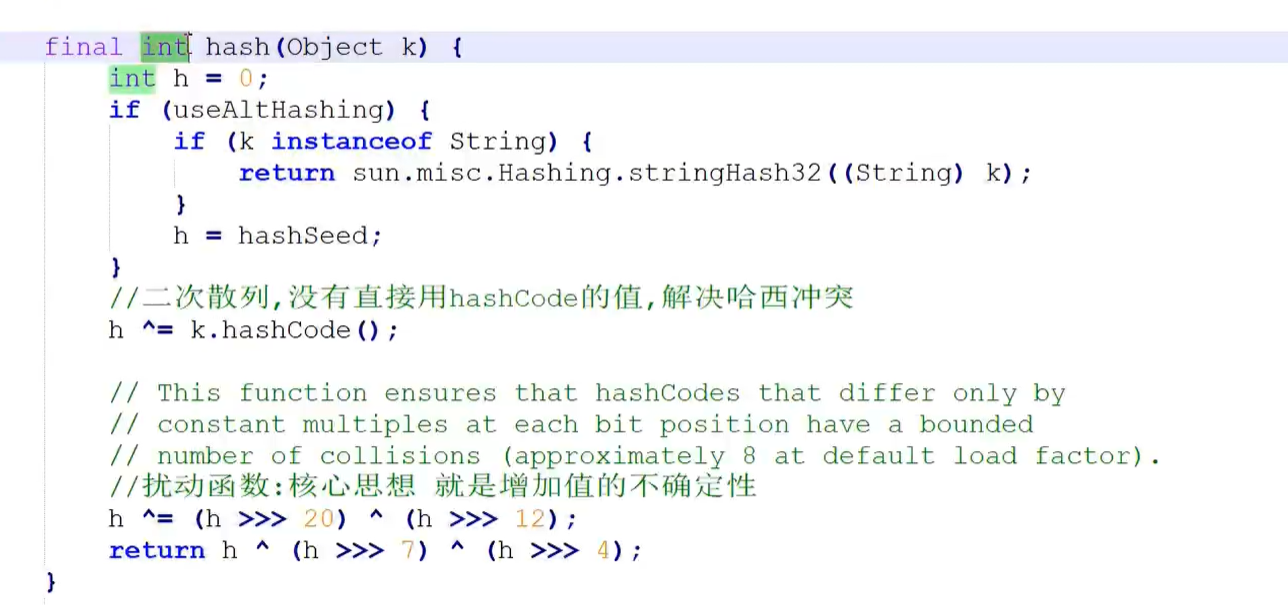 final int hash(Object k) {
int h = 0;
if (useAltHashing) {
if (k instanceof String) {
return sun.misc.Hashing.stringHash32((String) k);
}
h = hashSeed;
}
//二次散列,没有直接用hashCode的值,解决哈西冲突
h ^= k.hashCode();
// This function ensures that hashCodes that differ only by
// constant multiples at each bit position have a bounded
// number of collisions (approximately 8 at default load factor).
//扰动函数:核心思想 就是增加值的不确定性
h ^= (h >>> 20) ^ (h >>> 12);
return h ^ (h >>> 7) ^ (h >>> 4);
}